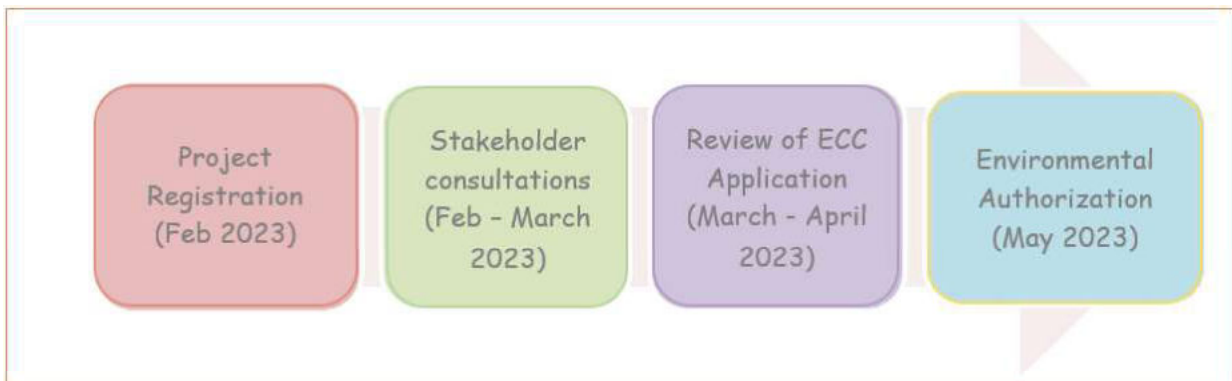 Project
Registration
(Feb 2023)
Stakeholder
consultations
(Feb – March
2023)
Review of ECC
Application
(March - April
2023)
Environmental
Authorization
(May 2023)